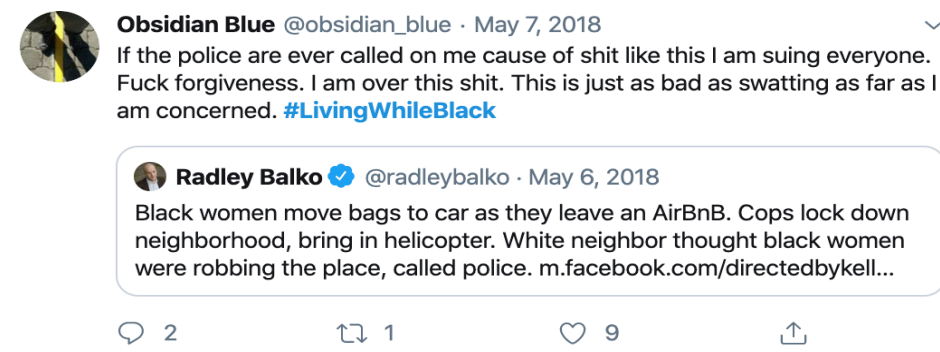 Obsidian Blue @obsidian_blue · May 7, 2018
If the police are ever called on me cause of shit like this I am suing everyone.
Fuck forgiveness. I am over this shit. This is just as bad as swatting as far as I
am concerned. #LivingWhileBlack
Radley Balko @radleybalko · May 6, 2018
Black women move bags to car as they leave an AirBnB. Cops lock down
neighborhood, bring in helicopter. White neighbor thought black women
were robbing the place, called police. m.facebook.com/directedbykell...
2 1 9